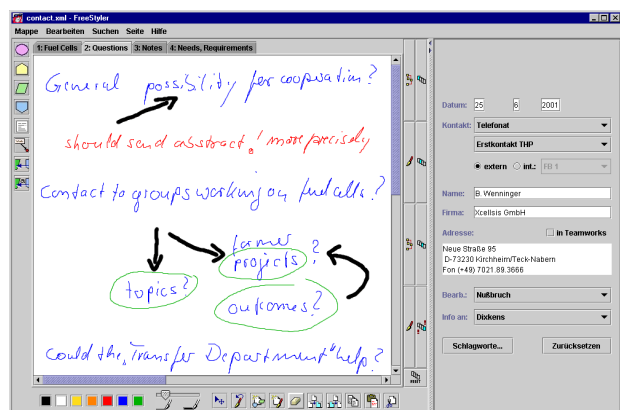 contact.xml - FreeStyler
Mappe Bearbeiten Suchen Seite Hilfe
1: Fuel Cells 2: Questions 3: Notes 4: Needs, Requirements
General possibility for cooperation?
should send abstract! more precisely
Contact to groups working on fuel cells?
former
projects?
topics?
outcomes?
Could the "Transfer Department" help?
Datum: 25 6 2001
Kontakt: Telefonat
Erstkontakt THP
extern int.: FB 1
Name: B. Wenninger
Firma: Xcellsis GmbH
Adresse: in Teamworks
Neue Straße 95
D-73230 Kirchheim/Teck-Nabern
Fon (+49) 7021.89.3666
Bearb.: Nußbruch
Info an: Dixkens
Schlagworte... Zurücksetzen